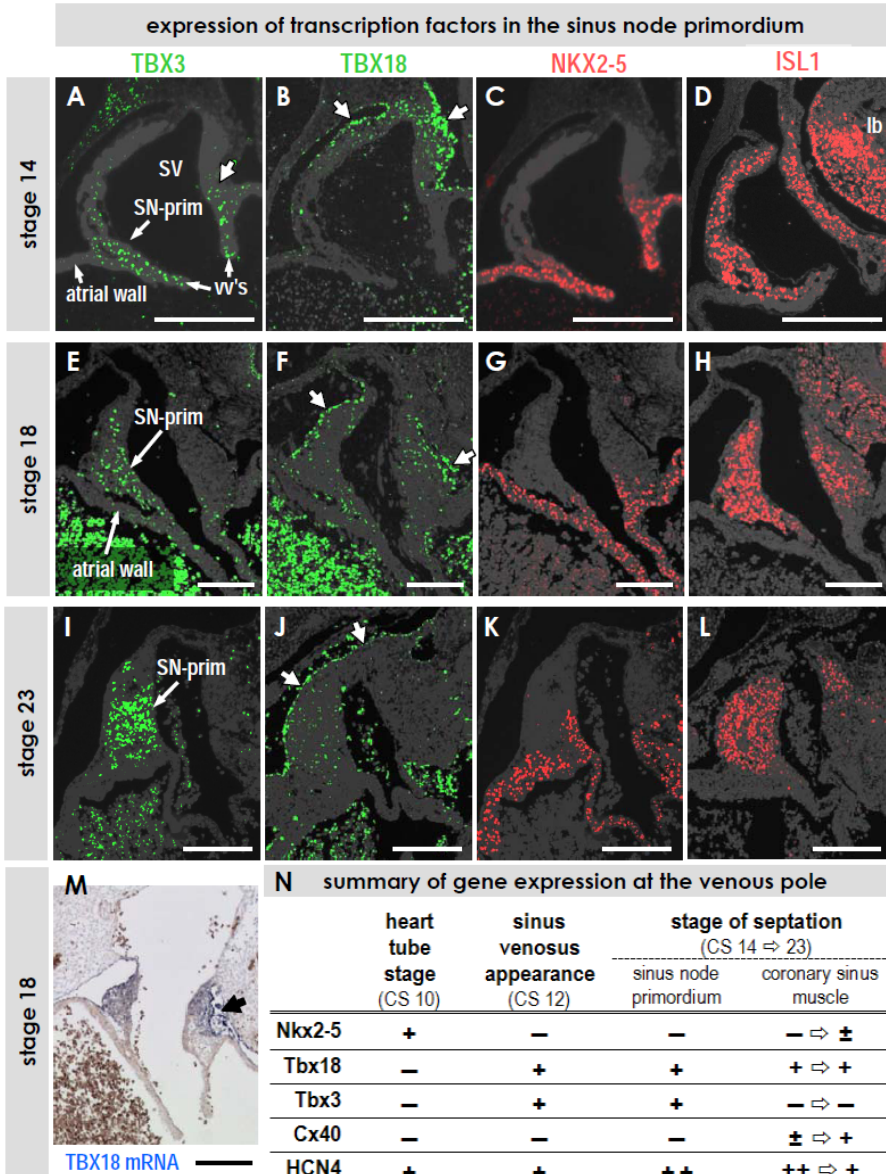 expression of transcription factors in the sinus node primordium
TBX3 TBX18 NKX2-5 ISL1
stage 14
A B C D
SV
SN-prim
atrial wall
vv's
lb
stage 18
E F G H
SN-prim
atrial wall
stage 23
I J K L
SN-prim
stage 18
M
TBX18 mRNA
N summary of gene expression at the venous pole
heart tube stage (CS 10)
sinus venosus appearance (CS 12)
stage of septation (CS 14 ⇨ 23)
sinus node primordium
coronary sinus muscle
Nkx2-5 + – – – ⇨ ±
Tbx18 – + + + ⇨ +
Tbx3 – + + – ⇨ –
Cx40 – – – ± ⇨ +
HCN4 + + ++ ++ ⇨ +